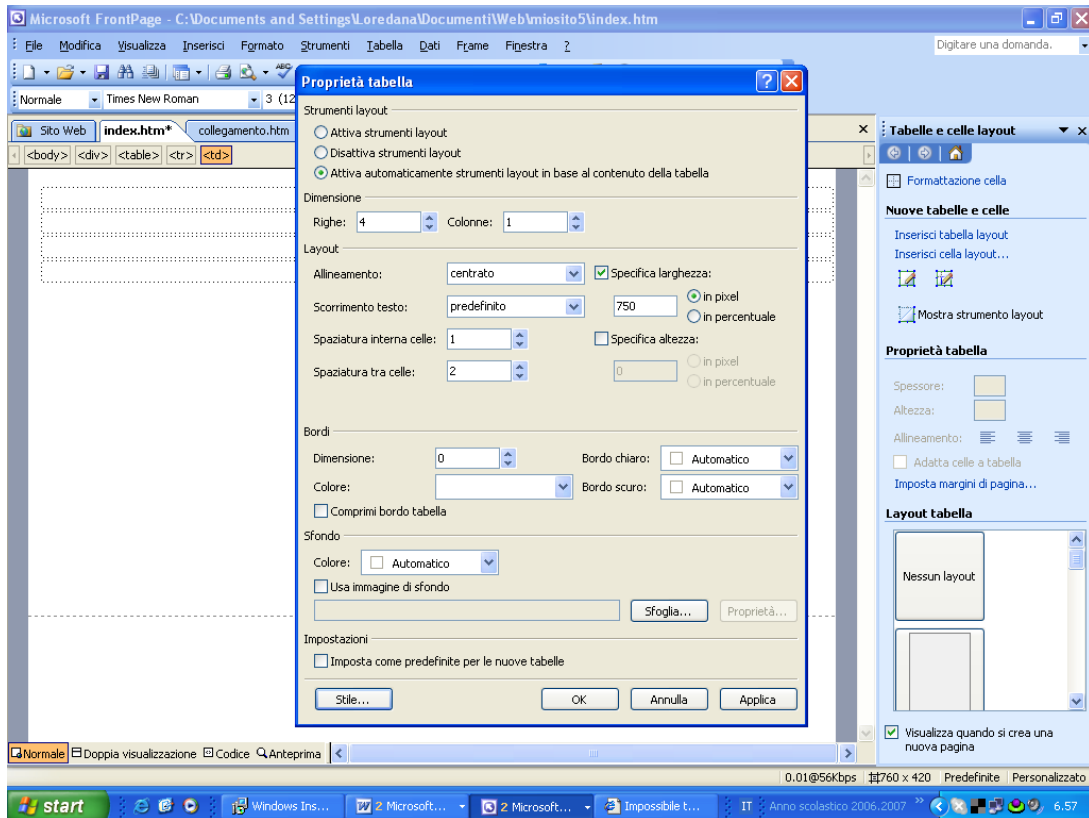 Microsoft FrontPage - C:\Documents and Settings\Loredana\Documenti\Web\miosito5\index.htm
File Modifica Visualizza Inserisci Formato Strumenti Tabella Dati Frame Finestra ?
Digitare una domanda.
Normale Times New Roman 3 (12
Sito Web index.htm* collegamento.htm
<body> <div> <table> <tr> <td>
Proprietà tabella
Strumenti layout
Attiva strumenti layout
Disattiva strumenti layout
Attiva automaticamente strumenti layout in base al contenuto della tabella
Dimensione
Righe: 4 Colonne: 1
Layout
Allineamento: centrato Specifica larghezza:
Scorrimento testo: predefinito 750 in pixel
in percentuale
Spaziatura interna celle: 1 Specifica altezza:
Spaziatura tra celle: 2 0 in pixel
in percentuale
Bordi
Dimensione: 0 Bordo chiaro: Automatico
Colore: Bordo scuro: Automatico
Comprimi bordo tabella
Sfondo
Colore: Automatico
Usa immagine di sfondo
Sfoglia... Proprietà...
Impostazioni
Imposta come predefinite per le nuove tabelle
Stile... OK Annulla Applica
Tabelle e celle layout
Formattazione cella
Nuove tabelle e celle
Inserisci tabella layout
Inserisci cella layout...
Mostra strumento layout
Proprietà tabella
Spessore:
Altezza:
Allineamento:
Adatta celle a tabella
Imposta margini di pagina...
Layout tabella
Nessun layout
Visualizza quando si crea una
nuova pagina
Normale Doppia visualizzazione Codice Anteprima
0.01@56Kbps 760 x 420 Predefinite Personalizzato
start Windows Ins... 2 Microsoft... 2 Microsoft... Impossibile t... IT Anno scolastico 2006.2007 » 6.57